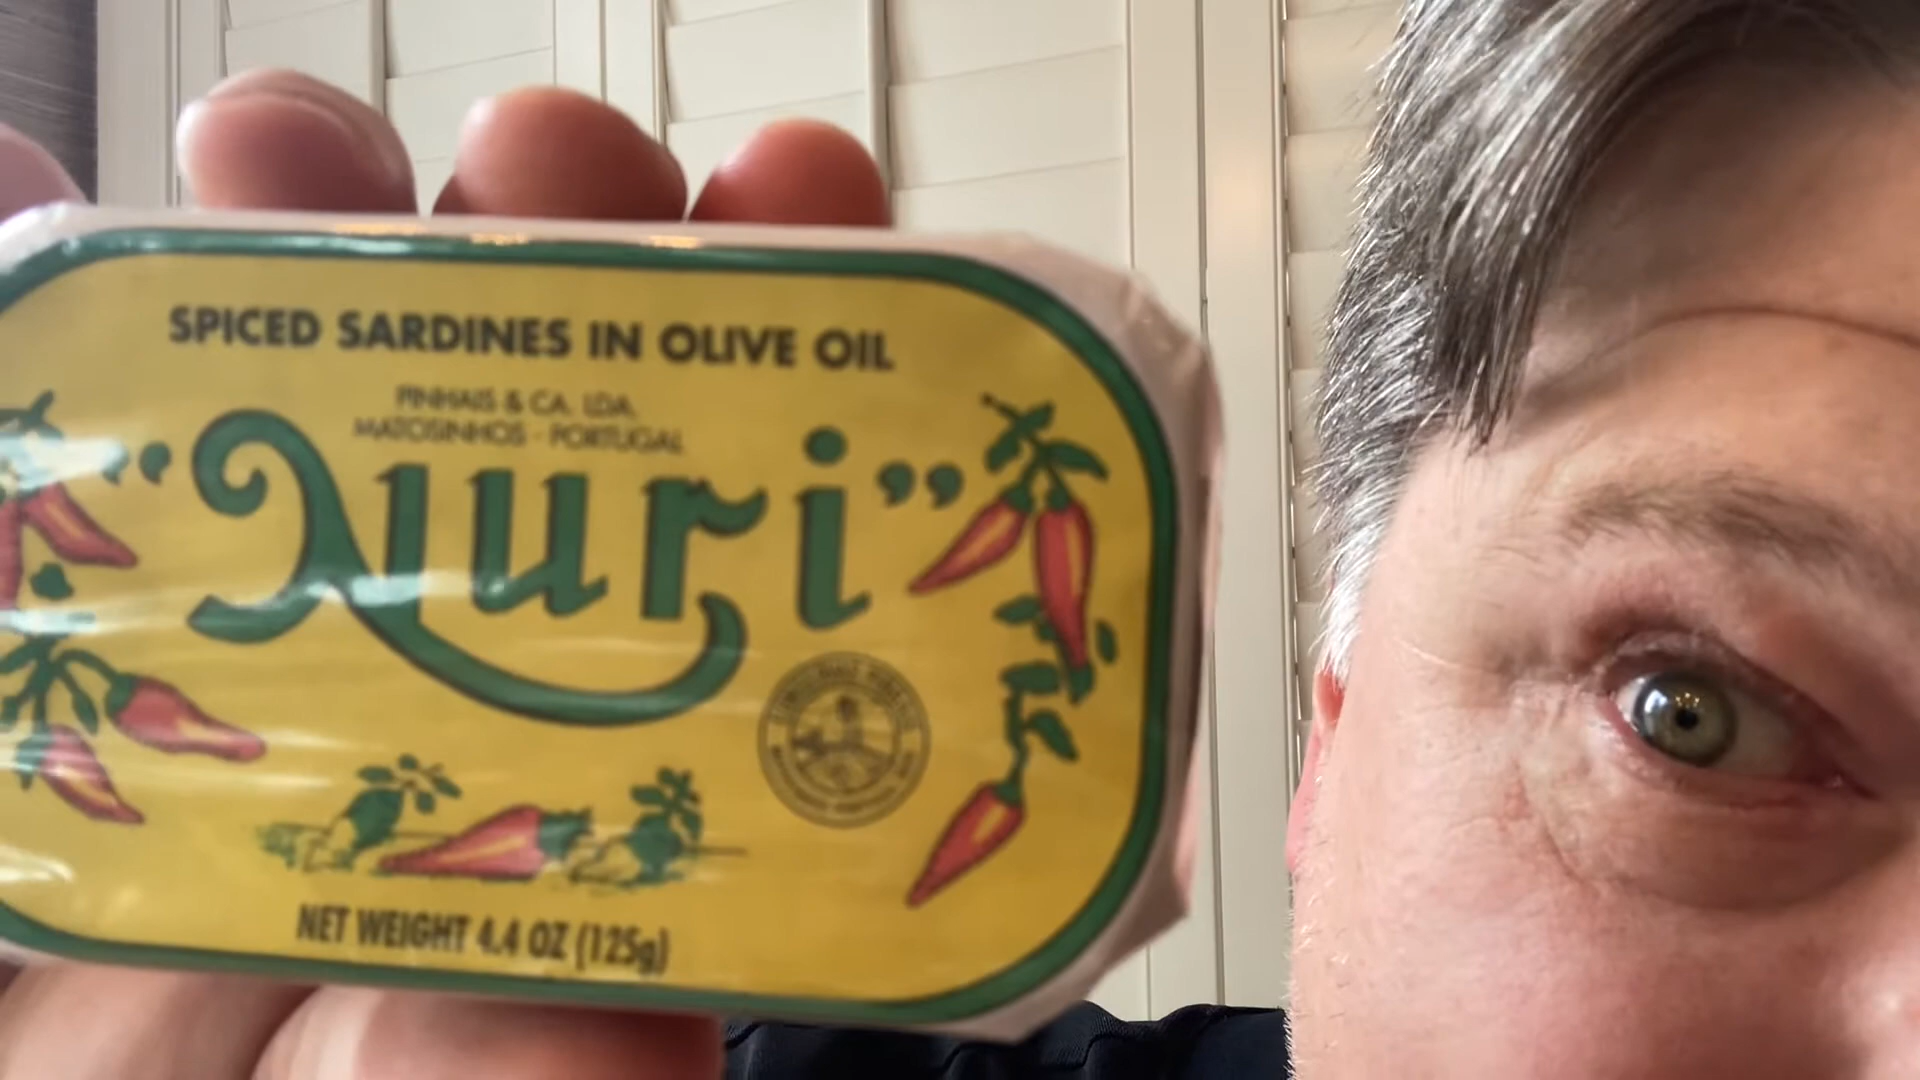 SPICED SARDINES IN OLIVE OIL
PINHAIS & CA. LDA.
MATOSINHOS - PORTUGAL
"Nuri"
NET WEIGHT 4.4 OZ (125g)